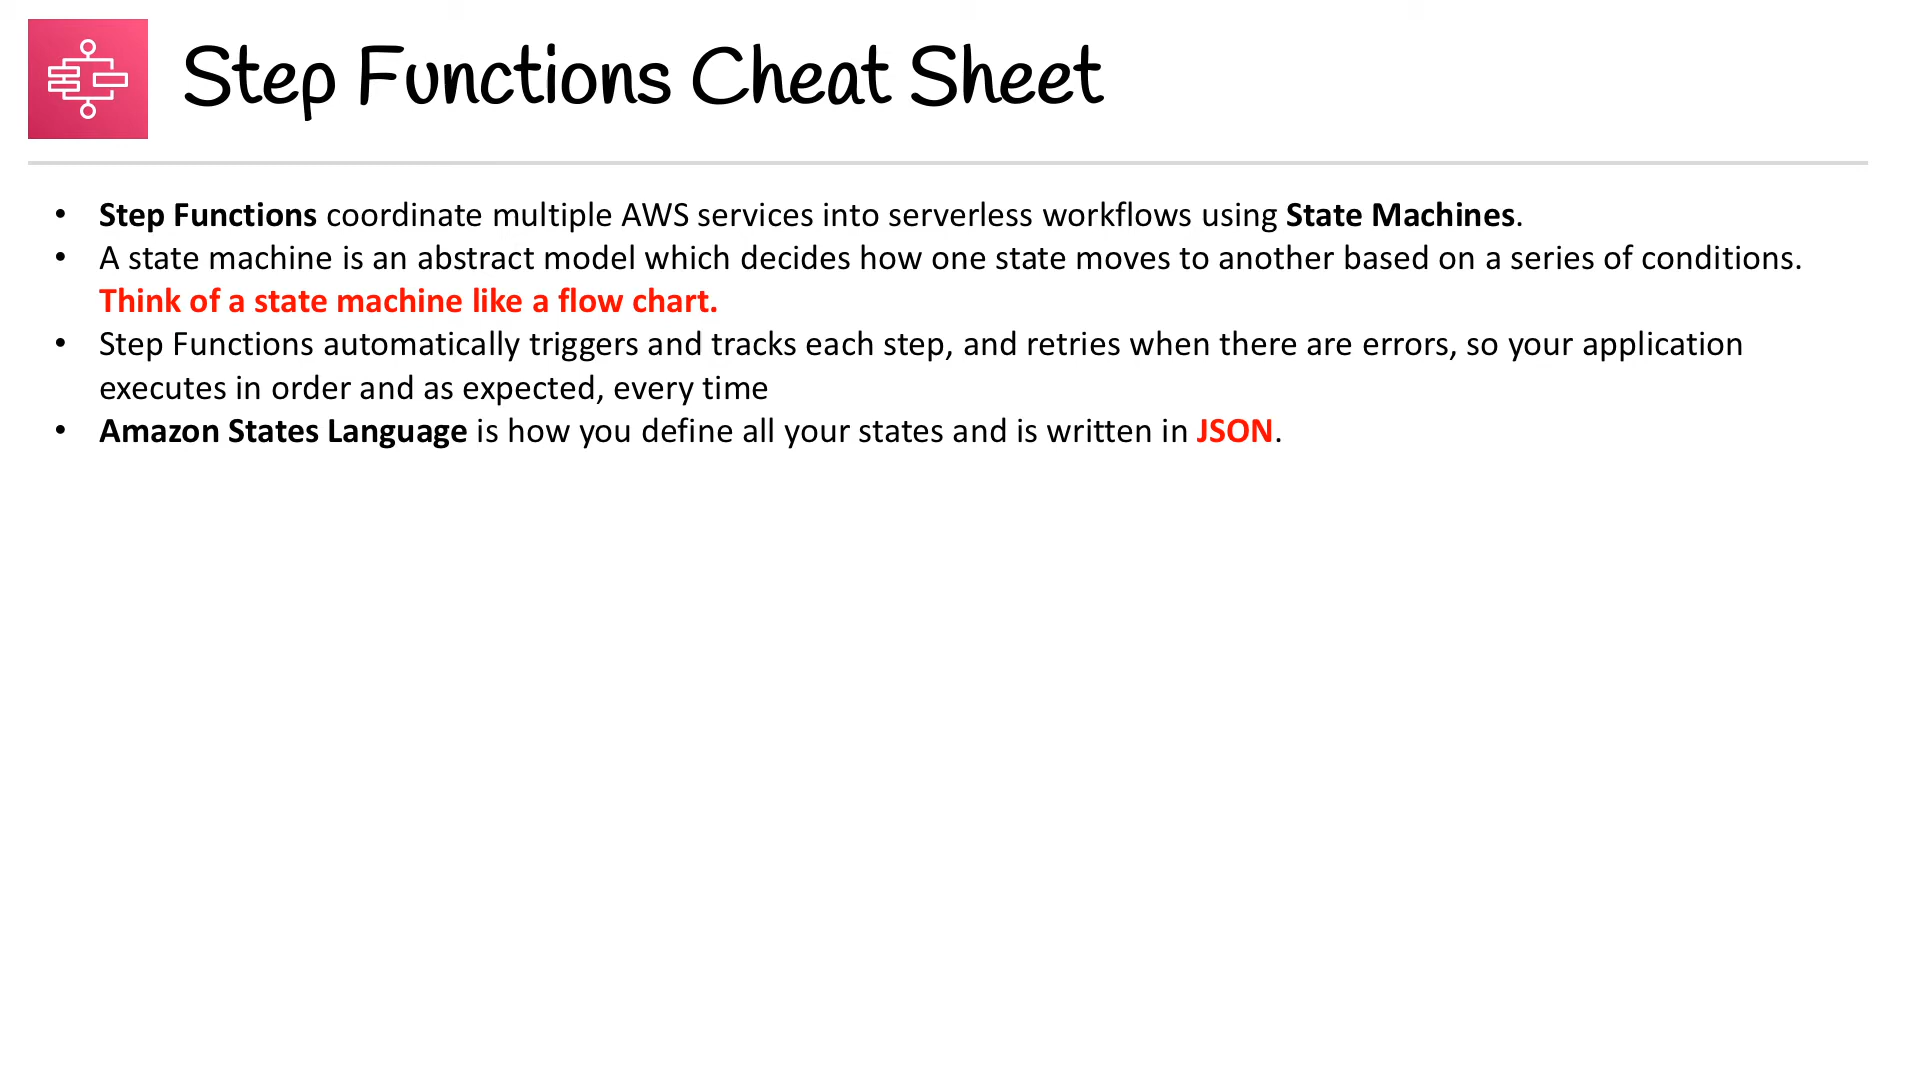 Step Functions Cheat Sheet
• Step Functions coordinate multiple AWS services into serverless workflows using State Machines.
• A state machine is an abstract model which decides how one state moves to another based on a series of conditions.
Think of a state machine like a flow chart.
• Step Functions automatically triggers and tracks each step, and retries when there are errors, so your application
executes in order and as expected, every time
• Amazon States Language is how you define all your states and is written in JSON.